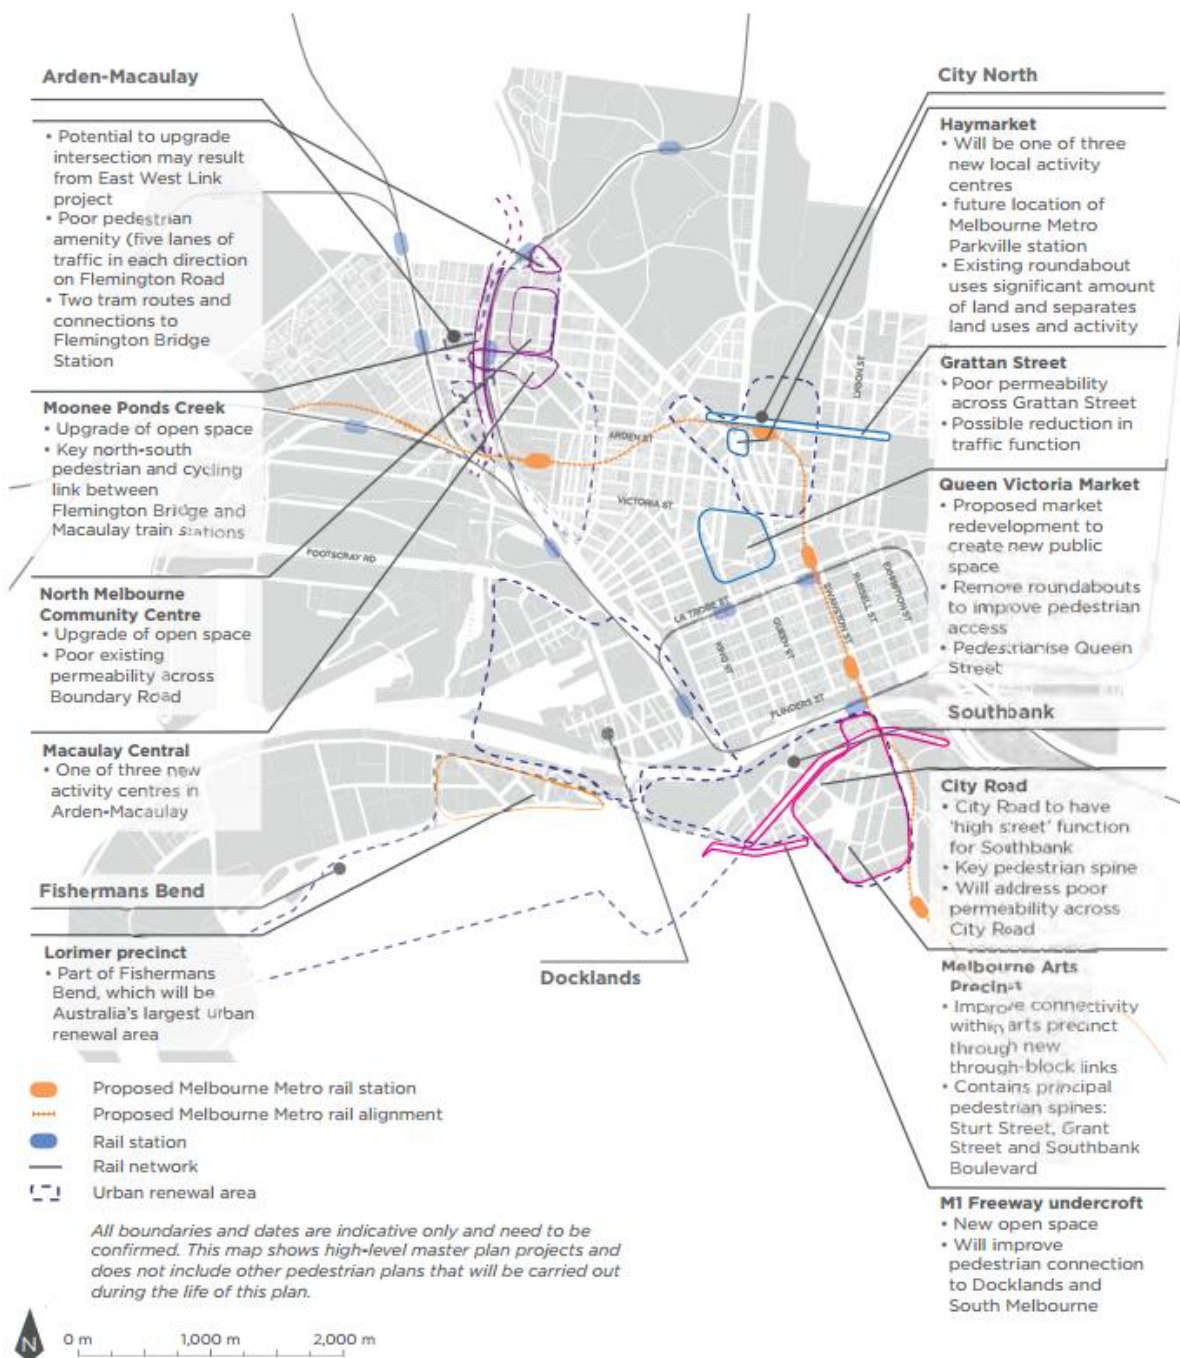 Arden-Macaulay
• Potential to upgrade
intersection may result
from East West Link
project
• Poor pedestrian
amenity (five lanes of
traffic in each direction
on Flemington Road
• Two tram routes and
connections to
Flemington Bridge
Station
Moonee Ponds Creek
• Upgrade of open space
• Key north-south
pedestrian and cycling
link between
Flemington Bridge and
Macaulay train stations
North Melbourne
Community Centre
• Upgrade of open space
• Poor existing
permeability across
Boundary Road
Macaulay Central
• One of three new
activity centres in
Arden-Macaulay
Fishermans Bend
Lorimer precinct
• Part of Fishermans
Bend, which will be
Australia's largest urban
renewal area
ARDEN ST
VICTORIA ST
FOOTSCRAY RD
LA TROBE ST
KING ST
QUEEN ST
SWANSTON ST
RUSSELL ST
EXHIBITION ST
FLINDERS ST
LYGON ST
Docklands
City North
Haymarket
• Will be one of three
new local activity
centres
• future location of
Melbourne Metro
Parkville station
• Existing roundabout
uses significant amount
of land and separates
land uses and activity
Grattan Street
• Poor permeability
across Grattan Street
• Possible reduction in
traffic function
Queen Victoria Market
• Proposed market
redevelopment to
create new public
space
• Remove roundabouts
to improve pedestrian
access
• Pedestrianise Queen
Street
Southbank
City Road
• City Road to have
'high street' function
for Southbank
• Key pedestrian spine
• Will address poor
permeability across
City Road
Melbourne Arts
Precinct
• Improve connectivity
within arts precinct
through new
through-block links
• Contains principal
pedestrian spines:
Sturt Street, Grant
Street and Southbank
Boulevard
M1 Freeway undercroft
• New open space
• Will improve
pedestrian connection
to Docklands and
South Melbourne
Proposed Melbourne Metro rail station
Proposed Melbourne Metro rail alignment
Rail station
Rail network
Urban renewal area
All boundaries and dates are indicative only and need to be
confirmed. This map shows high-level master plan projects and
does not include other pedestrian plans that will be carried out
during the life of this plan.
N
0 m 1,000 m 2,000 m